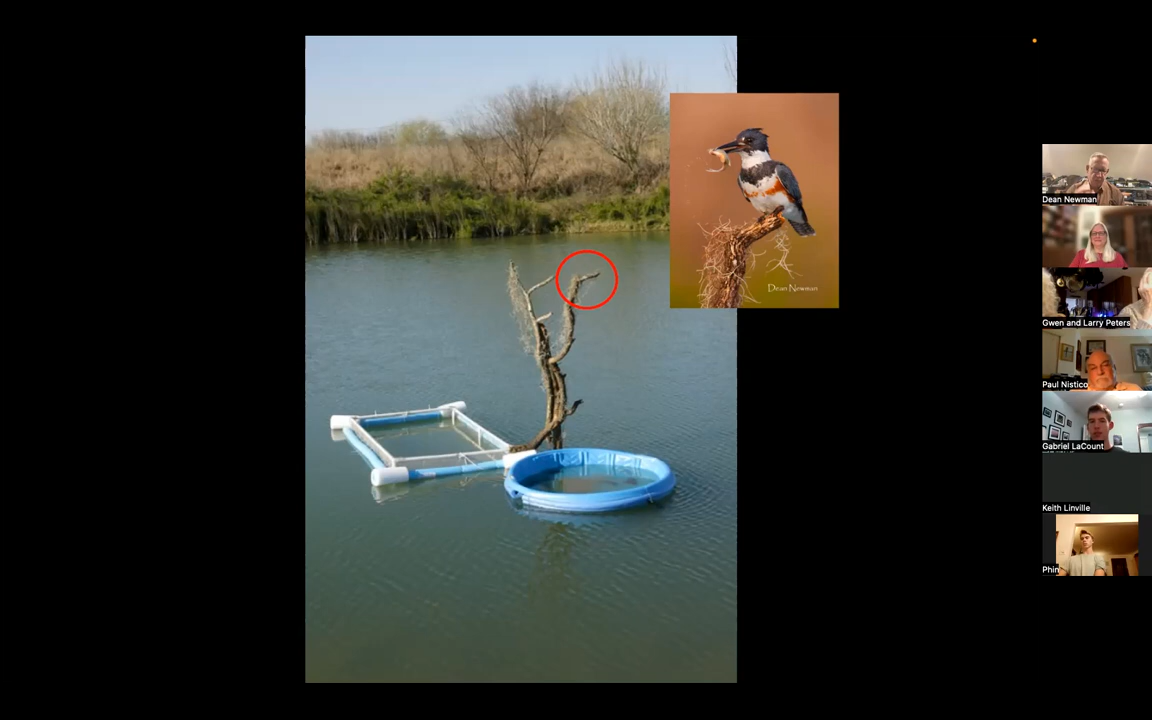 Dean Newman
Dean Newman
Gwen and Larry Peters
Paul Nistico
Gabriel LaCount
Keith Linville
Phin